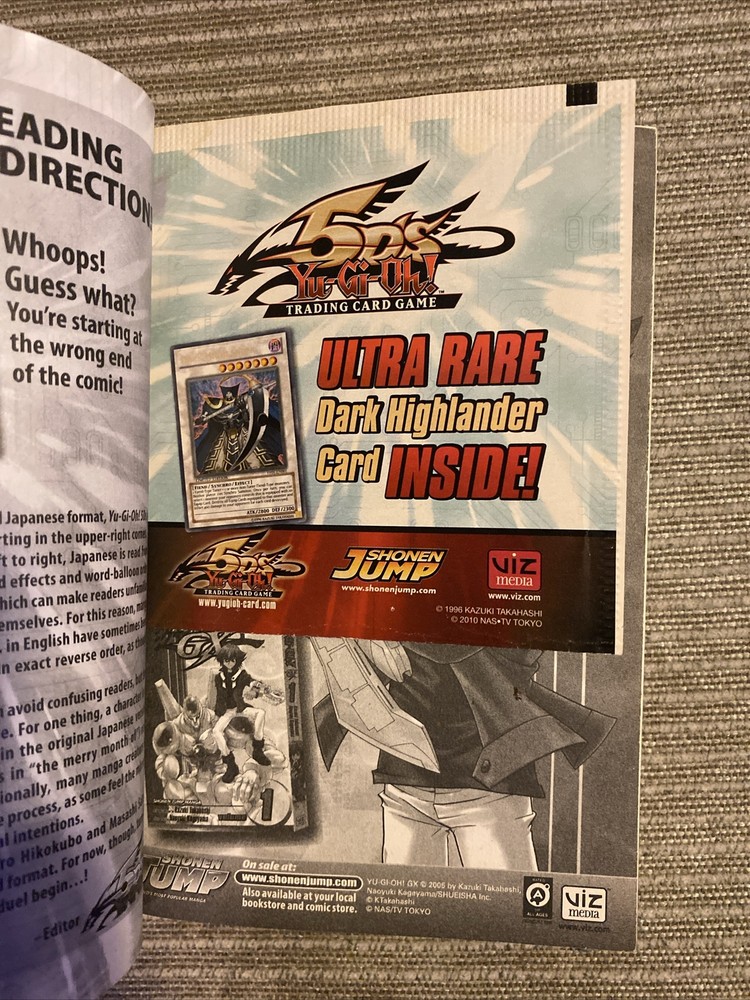 EADING
DIRECTION
Whoops!
Guess what?
You're starting at
the wrong end
of the comic!
l Japanese format, Yu-Gi-Oh! 5
rting in the upper-right
ft to right, Japanese is read
d effects and word-balloon
hich can make readers
emselves. For this reason,
, in English have sometimes
n exact reverse order, as
avoid confusing readers,
e. For one thing, a character
in the original Japanese
s in "the merry month of
ionally, many manga
e process, as some feel the
al intentions.
ro Hikokubo and Masashi
format. For now, though,
duel begin...!
-Editor
5D's
Yu-Gi-Oh!
TRADING CARD GAME
ULTRA RARE
Dark Highlander
Card INSIDE!
[FIEND/SYNCHRO/EFFECT]
ATK/2800 DEF/2300
5D's
Yu-Gi-Oh!
TRADING CARD GAME
www.yugioh-card.com
SHONEN
JUMP
www.shonenjump.com
VIZ
MEDIA
www.viz.com
© 1996 KAZUKI TAKAHASHI
© 2010 NAS•TV TOKYO
1
SHONEN
JUMP
On sale at:
www.shonenjump.com
Also available at your local
bookstore and comic store.
YU-GI-OH! GX © 2005 by Kazuki Takahashi,
Naoyuki Kageyama/SHUEISHA Inc.
© KTakahashi
© NAS/TV TOKYO
RATED
A
ALL AGES
VIZ
MEDIA
www.viz.com